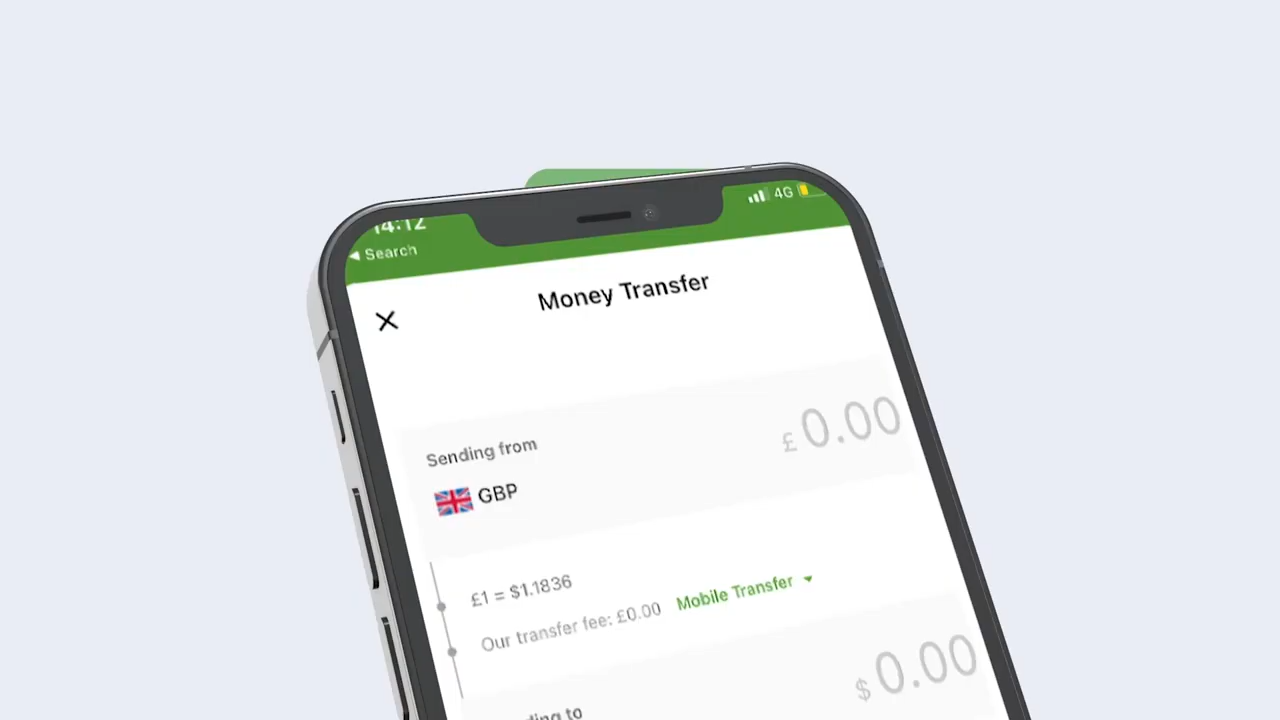 14:12
4G
Search
Money Transfer
Sending from
£ 0.00
GBP
£1 = $1.1836
Our transfer fee: £0.00 Mobile Transfer
$ 0.00
to